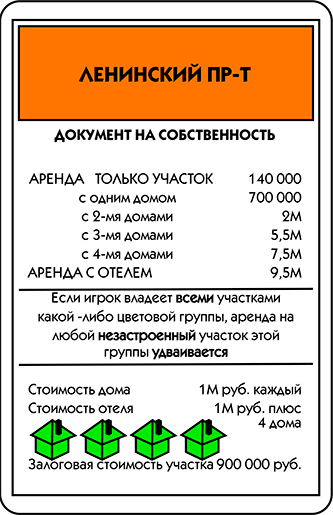 ЛЕНИНСКИЙ ПР-Т
ДОКУМЕНТ НА СОБСТВЕННОСТЬ
АРЕНДА ТОЛЬКО УЧАСТОК 140 000
с одним домом 700 000
с 2-мя домами 2М
с 3-мя домами 5,5М
с 4-мя домами 7,5М
АРЕНДА С ОТЕЛЕМ 9,5М
Если игрок владеет всеми участками
какой -либо цветовой группы, аренда на
любой незастроенный участок этой
группы удваивается
Стоимость дома 1М руб. каждый
Стоимость отеля 1М руб. плюс
4 дома
Залоговая стоимость участка 900 000 руб.